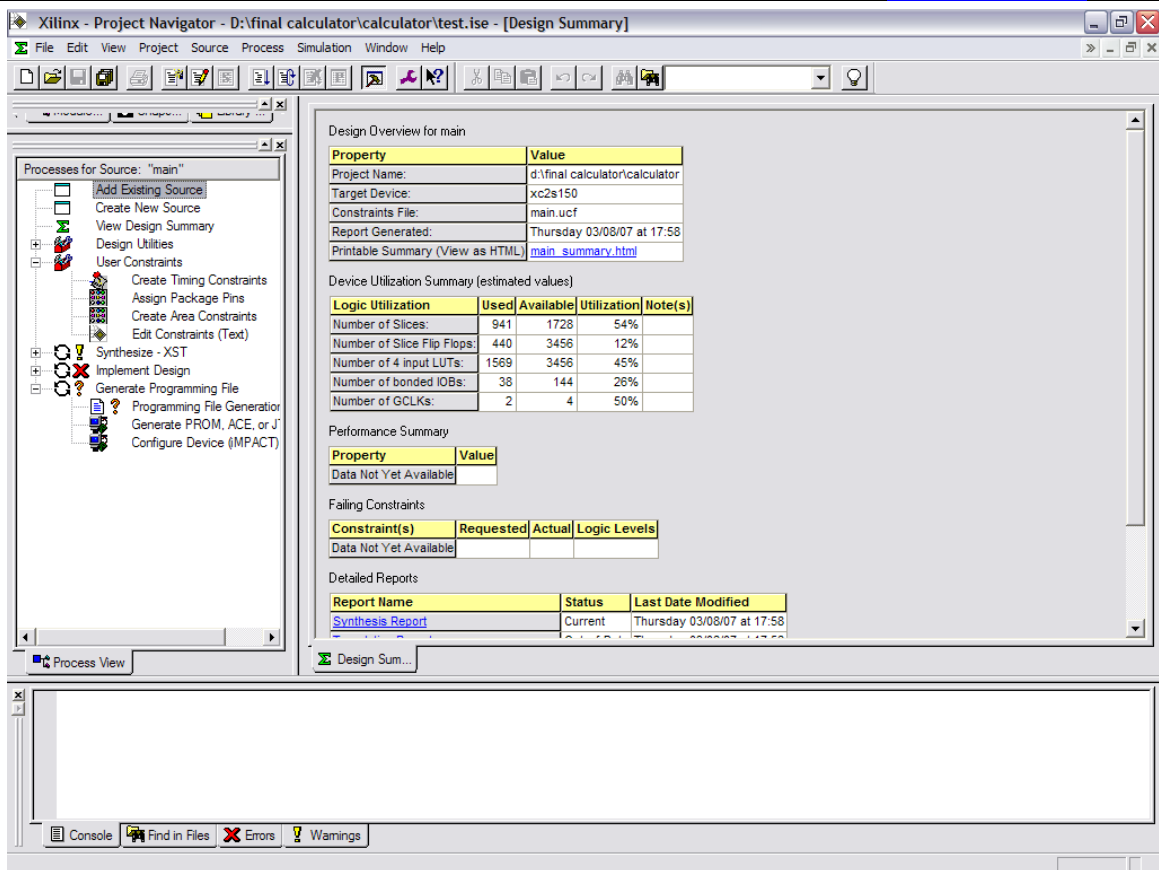 Xilinx - Project Navigator - D:\final calculator\calculator\test.ise - [Design Summary]
File Edit View Project Source Process Simulation Window Help
Processes for Source: "main"
Add Existing Source
Create New Source
View Design Summary
Design Utilities
User Constraints
Create Timing Constraints
Assign Package Pins
Create Area Constraints
Edit Constraints (Text)
Synthesize - XST
Implement Design
Generate Programming File
Programming File Generation
Generate PROM, ACE, or J
Configure Device (iMPACT)
Process View
Design Overview for main
Property Value
Project Name: d:\final calculator\calculator
Target Device: xc2s150
Constraints File: main.ucf
Report Generated: Thursday 03/08/07 at 17:58
Printable Summary (View as HTML) main_summary.html
Device Utilization Summary (estimated values)
Logic Utilization Used Available Utilization Note(s)
Number of Slices: 941 1728 54%
Number of Slice Flip Flops: 440 3456 12%
Number of 4 input LUTs: 1569 3456 45%
Number of bonded IOBs: 38 144 26%
Number of GCLKs: 2 4 50%
Performance Summary
Property Value
Data Not Yet Available
Failing Constraints
Constraint(s) Requested Actual Logic Levels
Data Not Yet Available
Detailed Reports
Report Name Status Last Date Modified
Synthesis Report Current Thursday 03/08/07 at 17:58
Design Sum...
Console Find in Files Errors Warnings